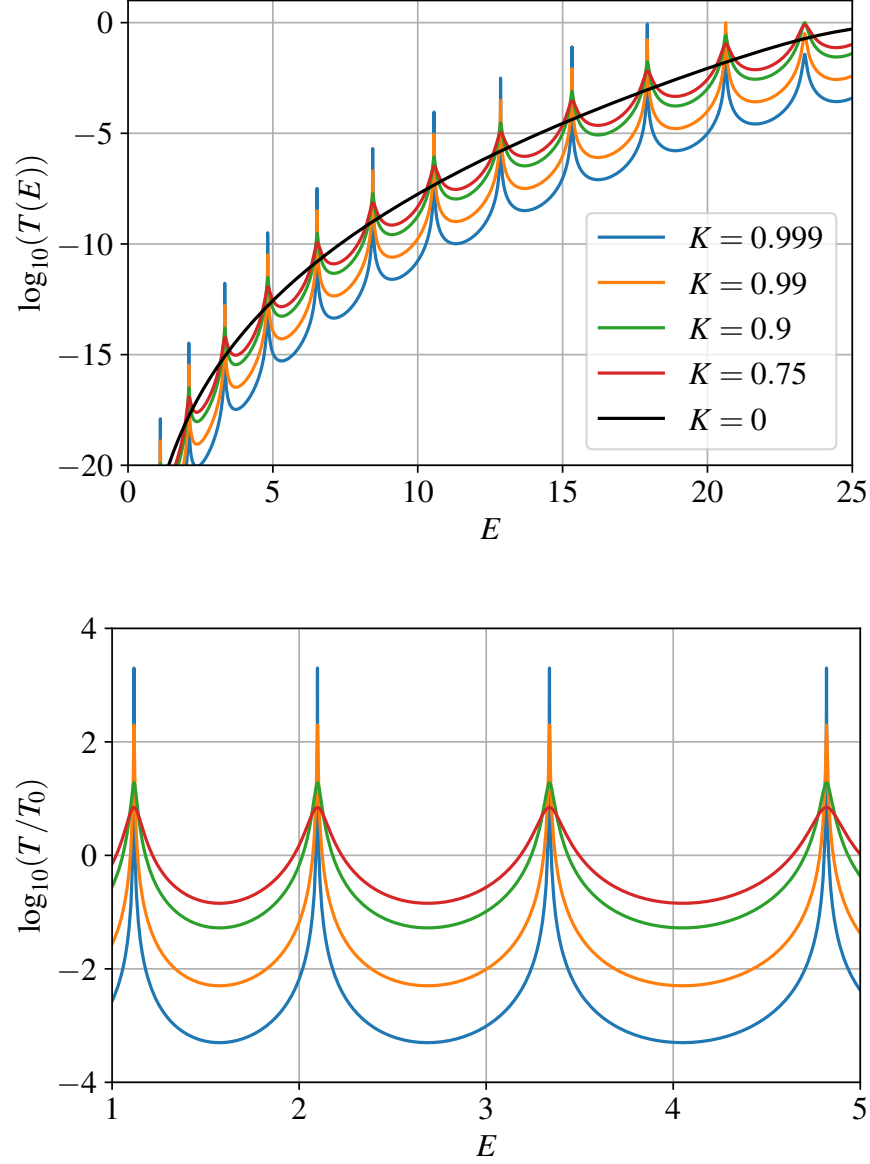 0
−5
−10
−15
−20
log₁₀(T(E))
K = 0.999
K = 0.99
K = 0.9
K = 0.75
K = 0
0 5 10 15 20 25
E
4
2
0
−2
−4
log₁₀(T/T₀)
1 2 3 4 5
E